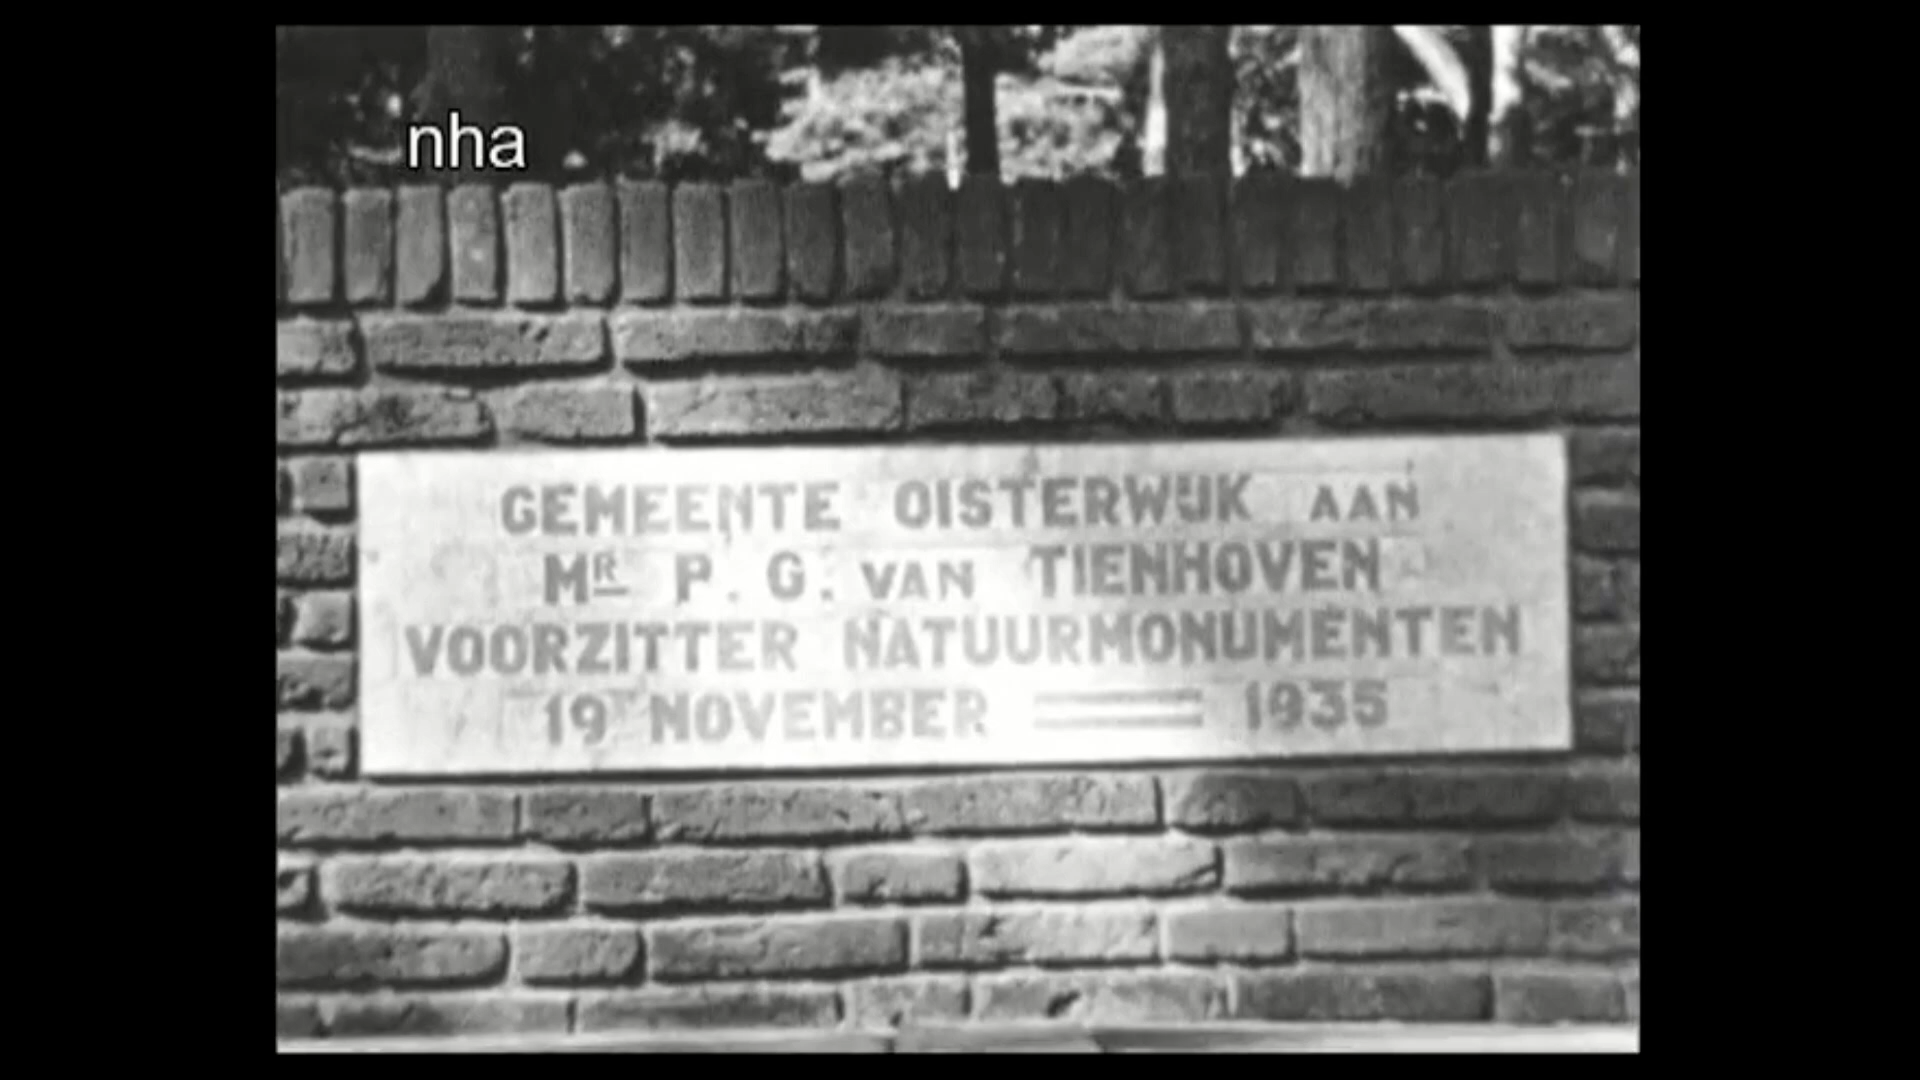 nha
GEMEENTE OISTERWIJK AAN
MR P. G. VAN TIENHOVEN
VOORZITTER NATUURMONUMENTEN
19 NOVEMBER == 1935